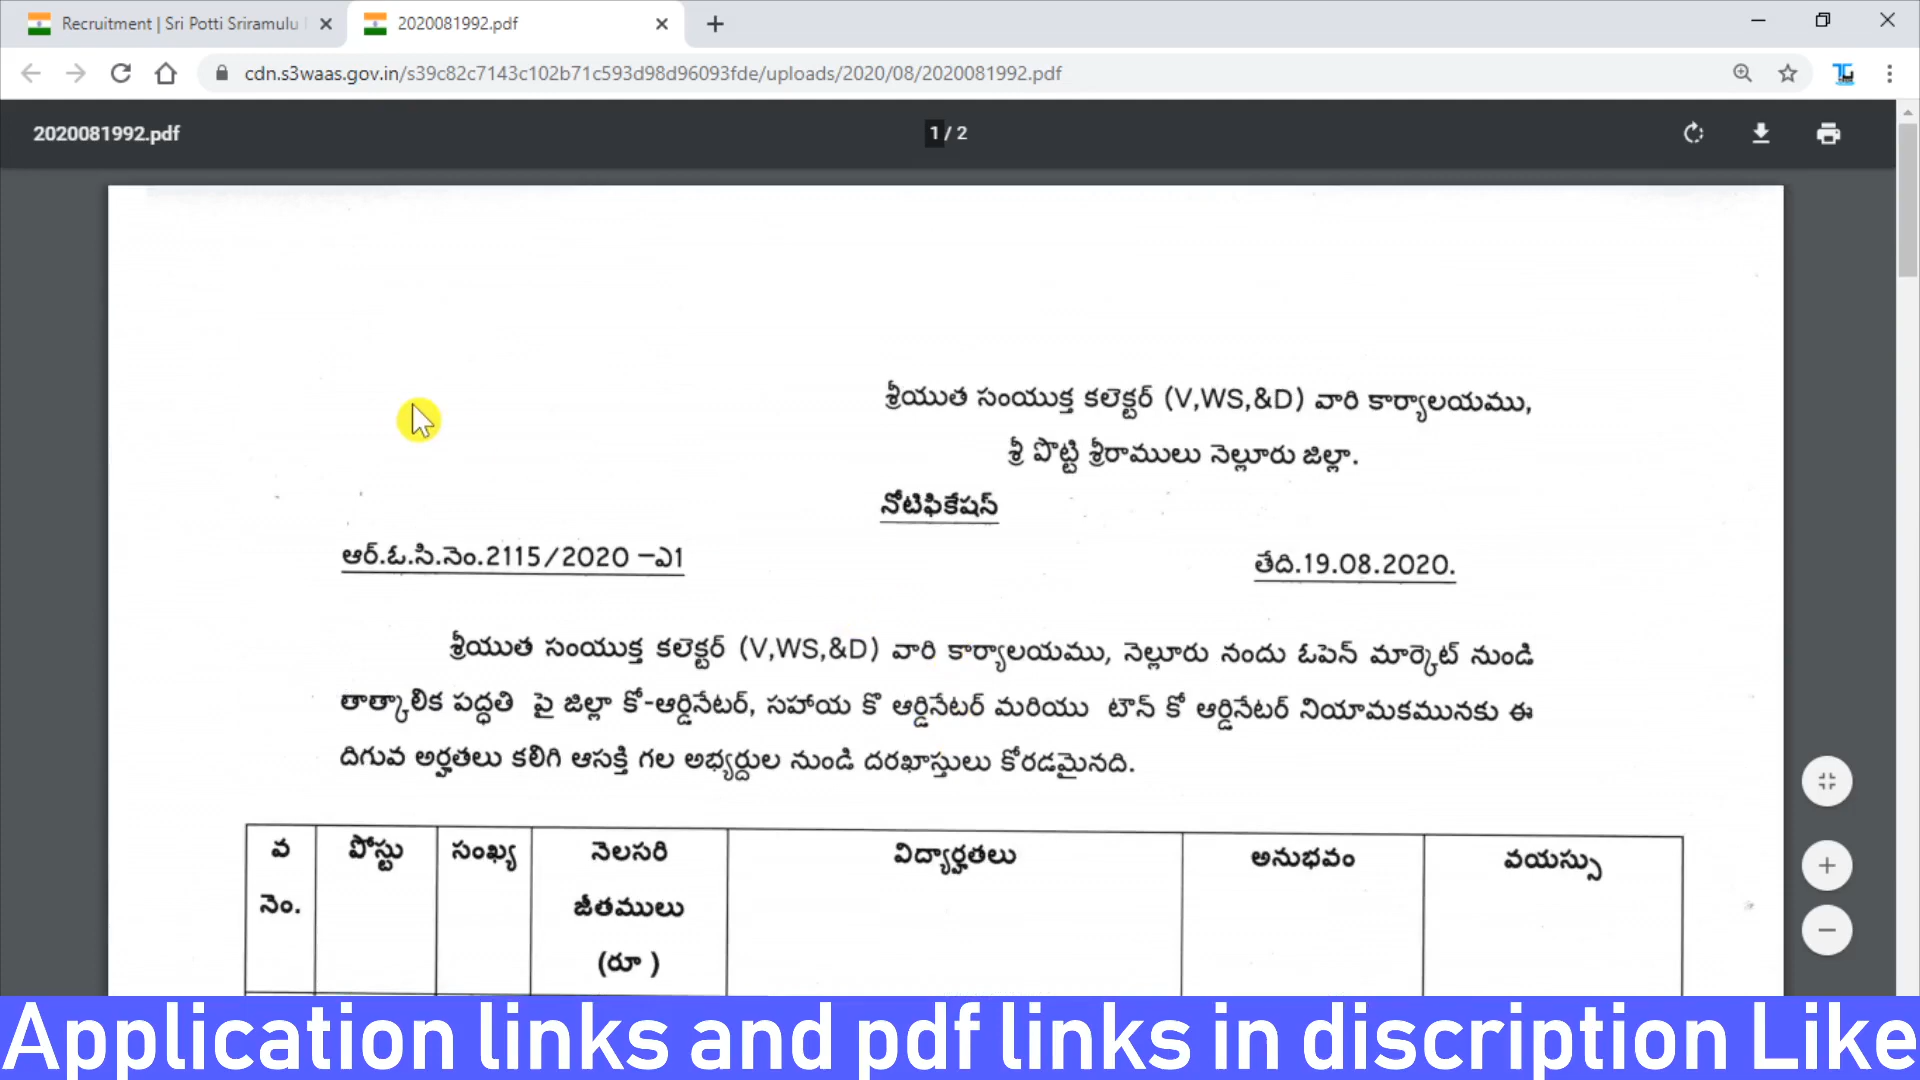 Recruitment | Sri Potti Sriramulu
2020081992.pdf
cdn.s3waas.gov.in/s39c82c7143c102b71c593d98d96093fde/uploads/2020/08/2020081992.pdf
2020081992.pdf
1 / 2
శ్రీయుత సంయుక్త కలెక్టర్ (V,WS,&D) వారి కార్యాలయము,
శ్రీ పొట్టి శ్రీరాములు నెల్లూరు జిల్లా.
నోటిఫికేషన్
ఆర్.ఓ.సి.నెం.2115/2020 –ఎ1
తేది.19.08.2020.
శ్రీయుత సంయుక్త కలెక్టర్ (V,WS,&D) వారి కార్యాలయము, నెల్లూరు నందు ఓపెన్ మార్కెట్ నుండి
తాత్కాలిక పద్ధతి పై జిల్లా కో-ఆర్డినేటర్, సహాయ కొ ఆర్డినేటర్ మరియు టౌన్ కో ఆర్డినేటర్ నియామకమునకు ఈ
దిగువ అర్హతలు కలిగి ఆసక్తి గల అభ్యర్దుల నుండి దరఖాస్తులు కోరడమైనది.
వ నెం.
పోస్టు
సంఖ్య
నెలసరి
జీతములు
(రూ )
విద్యార్హతలు
అనుభవం
వయస్సు
Application links and pdf links in discription Like